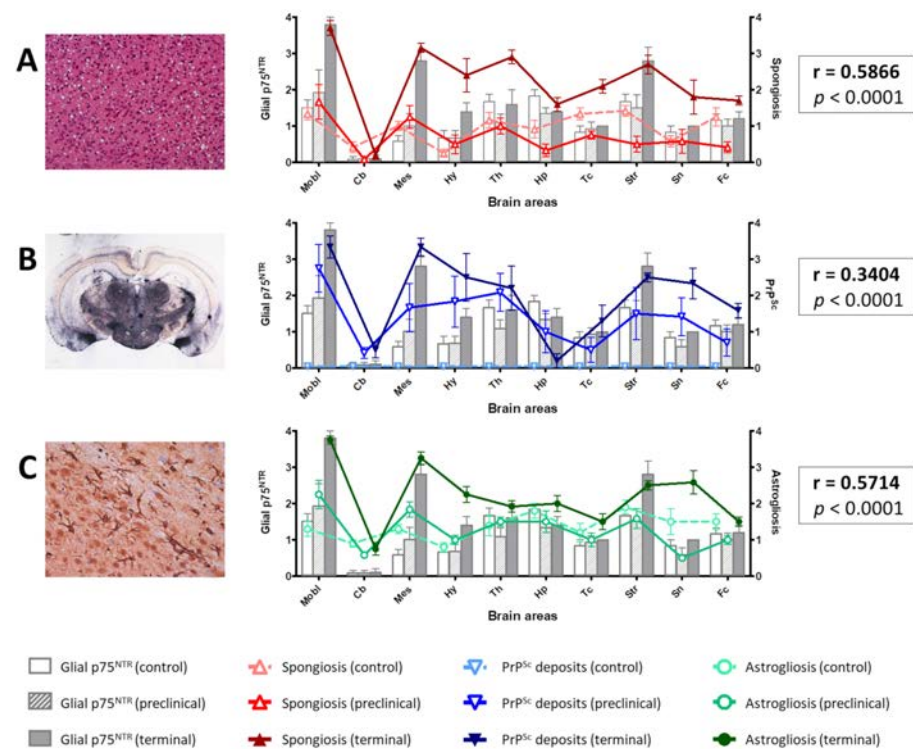 A
4
3
2
1
0
Glial p75NTR
Spongiosis
4
3
2
1
0
Mobl Cb Mes Hy Th Hp Tc Str Sn Fc
Brain areas
r = 0.5866
p < 0.0001
B
4
3
2
1
0
Glial p75NTR
PrPSc
4
3
2
1
0
Mobl Cb Mes Hy Th Hp Tc Str Sn Fc
Brain areas
r = 0.3404
p < 0.0001
C
4
3
2
1
0
Glial p75NTR
Astrogliosis
4
3
2
1
0
Mobl Cb Mes Hy Th Hp Tc Str Sn Fc
Brain areas
r = 0.5714
p < 0.0001
Glial p75NTR (control) Spongiosis (control) PrPSc deposits (control) Astrogliosis (control)
Glial p75NTR (preclinical) Spongiosis (preclinical) PrPSc deposits (preclinical) Astrogliosis (preclinical)
Glial p75NTR (terminal) Spongiosis (terminal) PrPSc deposits (terminal) Astrogliosis (terminal)